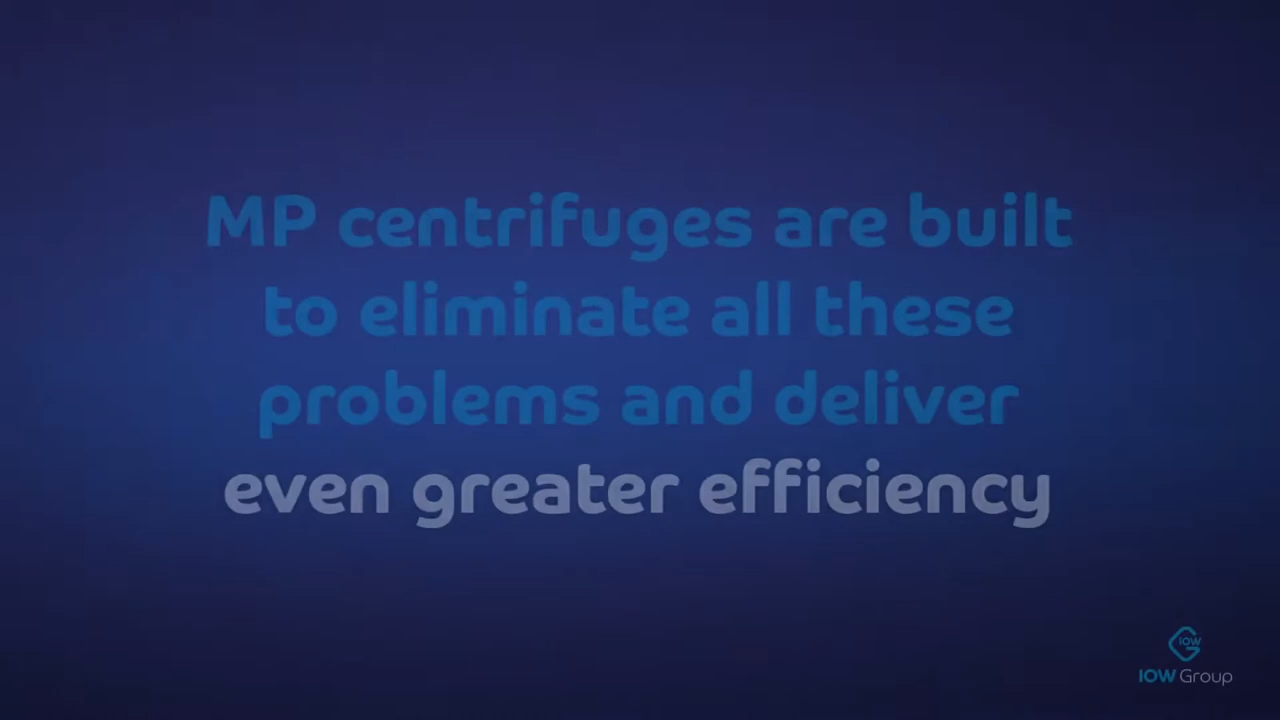 MP centrifuges are built
to eliminate all these
problems and deliver
even greater efficiency
IOW
IOW Group